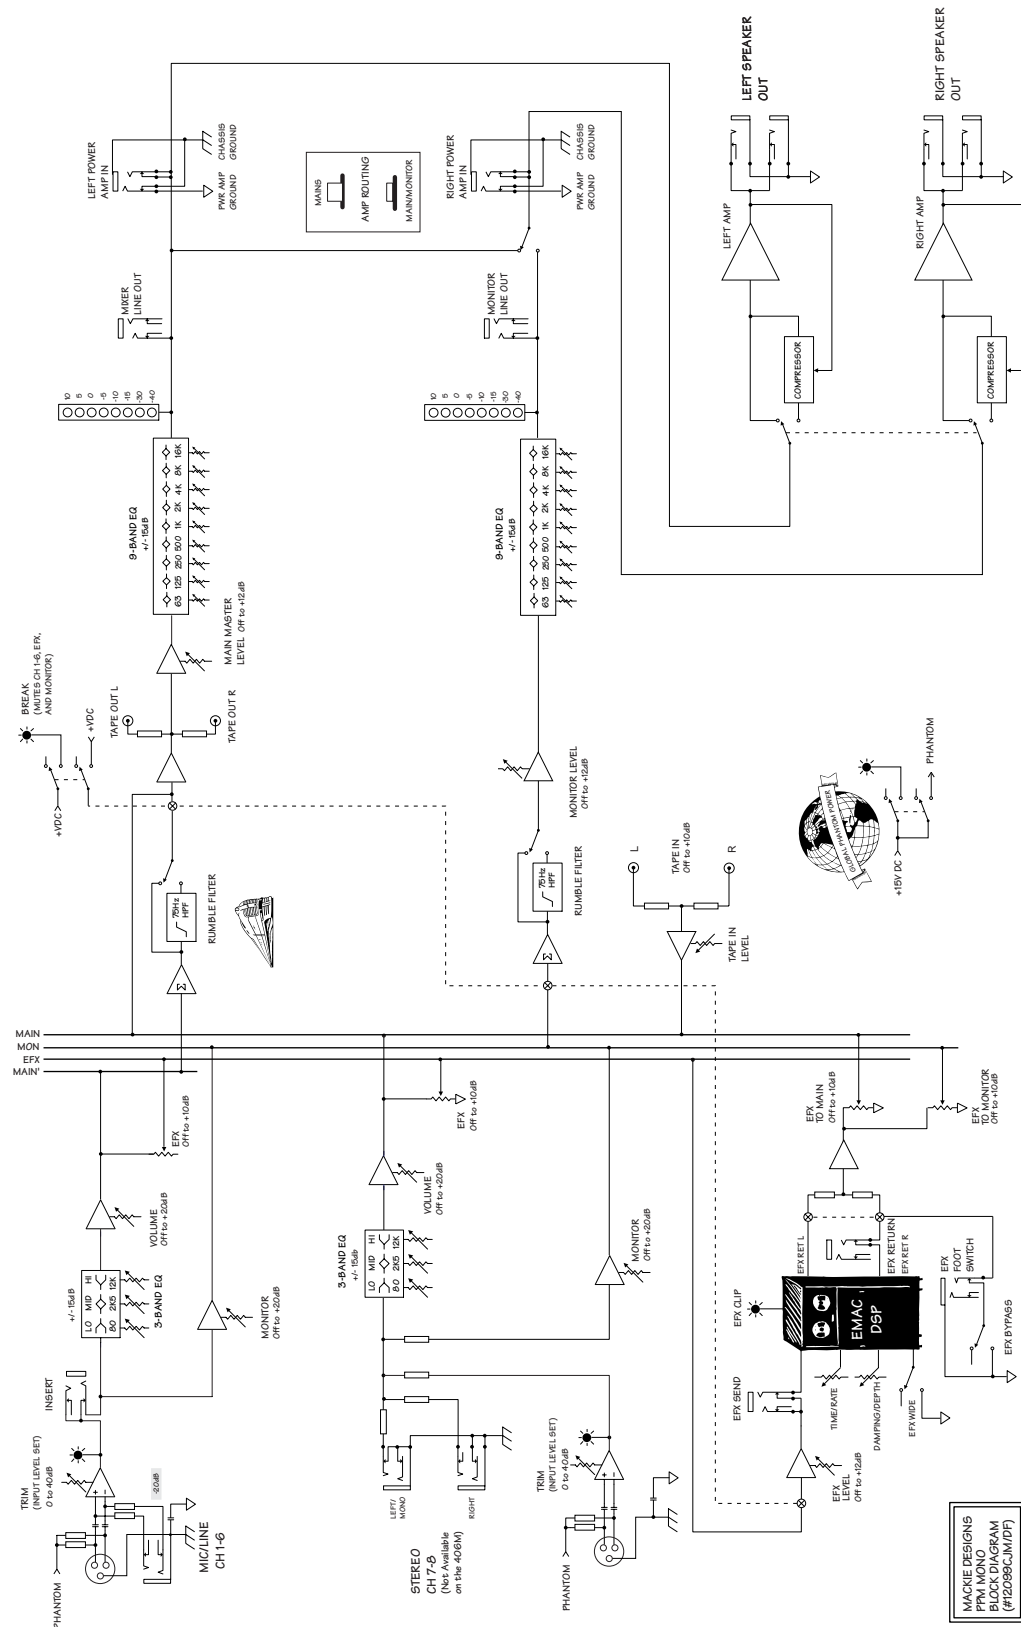 LEFT SPEAKER
OUT
RIGHT SPEAKER
OUT
LEFT POWER
AMP IN
CHASSIS
GROUND
PWR AMP
GROUND
MAINS
AMP ROUTING
MAIN/MONITOR
RIGHT POWER
AMP IN
CHASSIS
GROUND
PWR AMP
GROUND
LEFT AMP
RIGHT AMP
COMPRESSOR
COMPRESSOR
MIXER
LINE OUT
MONITOR
LINE OUT
10
5
0
-5
-10
-15
-30
-40
10
5
0
-5
-10
-15
-30
-40
9-BAND EQ
+/-15dB
63 125 250 500 1K 2K 4K 8K 16K
9-BAND EQ
+/-15dB
63 125 250 500 1K 2K 4K 8K 16K
BREAK
(MUTES CH 1-6, EFX,
AND MONITOR)
+VDC
+VDC
TAPE OUT L
TAPE OUT R
MAIN MASTER
LEVEL Off to +12dB
MONITOR LEVEL
Off to +12dB
75Hz
HPF
RUMBLE FILTER
Σ
75Hz
HPF
RUMBLE FILTER
Σ
L
TAPE IN
Off to +10dB
R
TAPE IN
LEVEL
GLOBAL PHANTOM POWER
+15V DC
PHANTOM
MAIN
MON
EFX
MAIN'
EFX
Off to +10dB
VOLUME
Off to +20dB
+/-15dB
LO MID HI
80 2K5 12K
3-BAND EQ
MONITOR
Off to +20dB
INSERT
TRIM
(INPUT LEVEL SET)
0 to 40dB
-20dB
PHANTOM
MIC/LINE
CH 1-6
EFX
Off to +10dB
VOLUME
Off to +20dB
3-BAND EQ
+/-15db
LO MID HI
80 2K5 12K
MONITOR
Off to +20dB
LEFT/
MONO
RIGHT
STEREO
CH 7-8
(Not Available
on the 406M)
TRIM
(INPUT LEVEL SET)
0 to 40dB
PHANTOM
EFX
TO MAIN
Off to +10dB
EFX
TO MONITOR
Off to +10dB
EFX RET L
EFX RETURN
EFX RET R
EFX CLIP
EMAC
DSP
EFX
FOOT
SWITCH
EFX BYPASS
EFX SEND
TIME/RATE
DAMPING/DEPTH
EFX WIDE
EFX
LEVEL
Off to +12dB
MACKIE DESIGNS
PPM MONO
BLOCK DIAGRAM
(#12099CJM/DF)